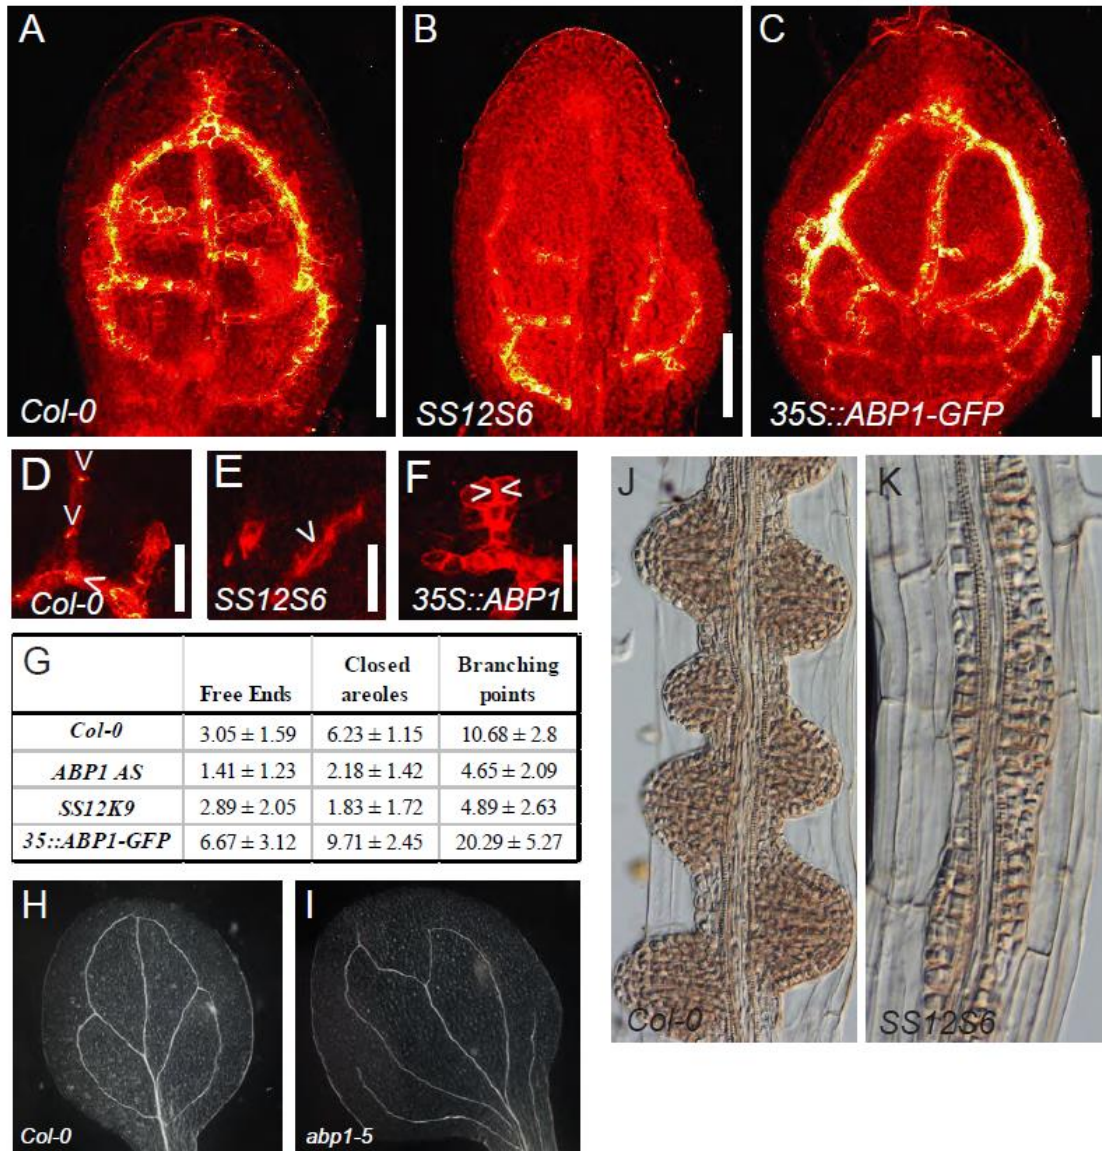 A
B
C
Col-0
SS12S6
35S::ABP1-GFP
D
E
F
Col-0
SS12S6
35S::ABP1
G
Free Ends
Closed
areoles
Branching
points
Col-0
3.05 ± 1.59
6.23 ± 1.15
10.68 ± 2.8
ABP1 AS
1.41 ± 1.23
2.18 ± 1.42
4.65 ± 2.09
SS12K9
2.89 ± 2.05
1.83 ± 1.72
4.89 ± 2.63
35::ABP1-GFP
6.67 ± 3.12
9.71 ± 2.45
20.29 ± 5.27
H
I
Col-0
abp1-5
J
K
Col-0
SS12S6